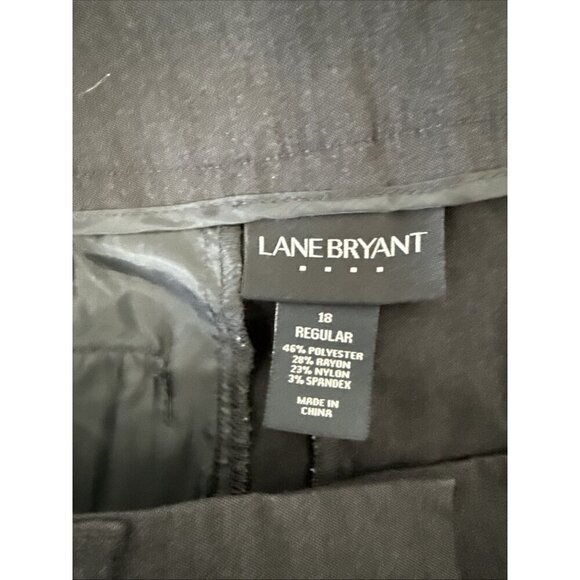 LANE BRYANT
18
REGULAR
46% POLYESTER
28% RAYON
23% NYLON
3% SPANDEX
MADE IN
CHINA